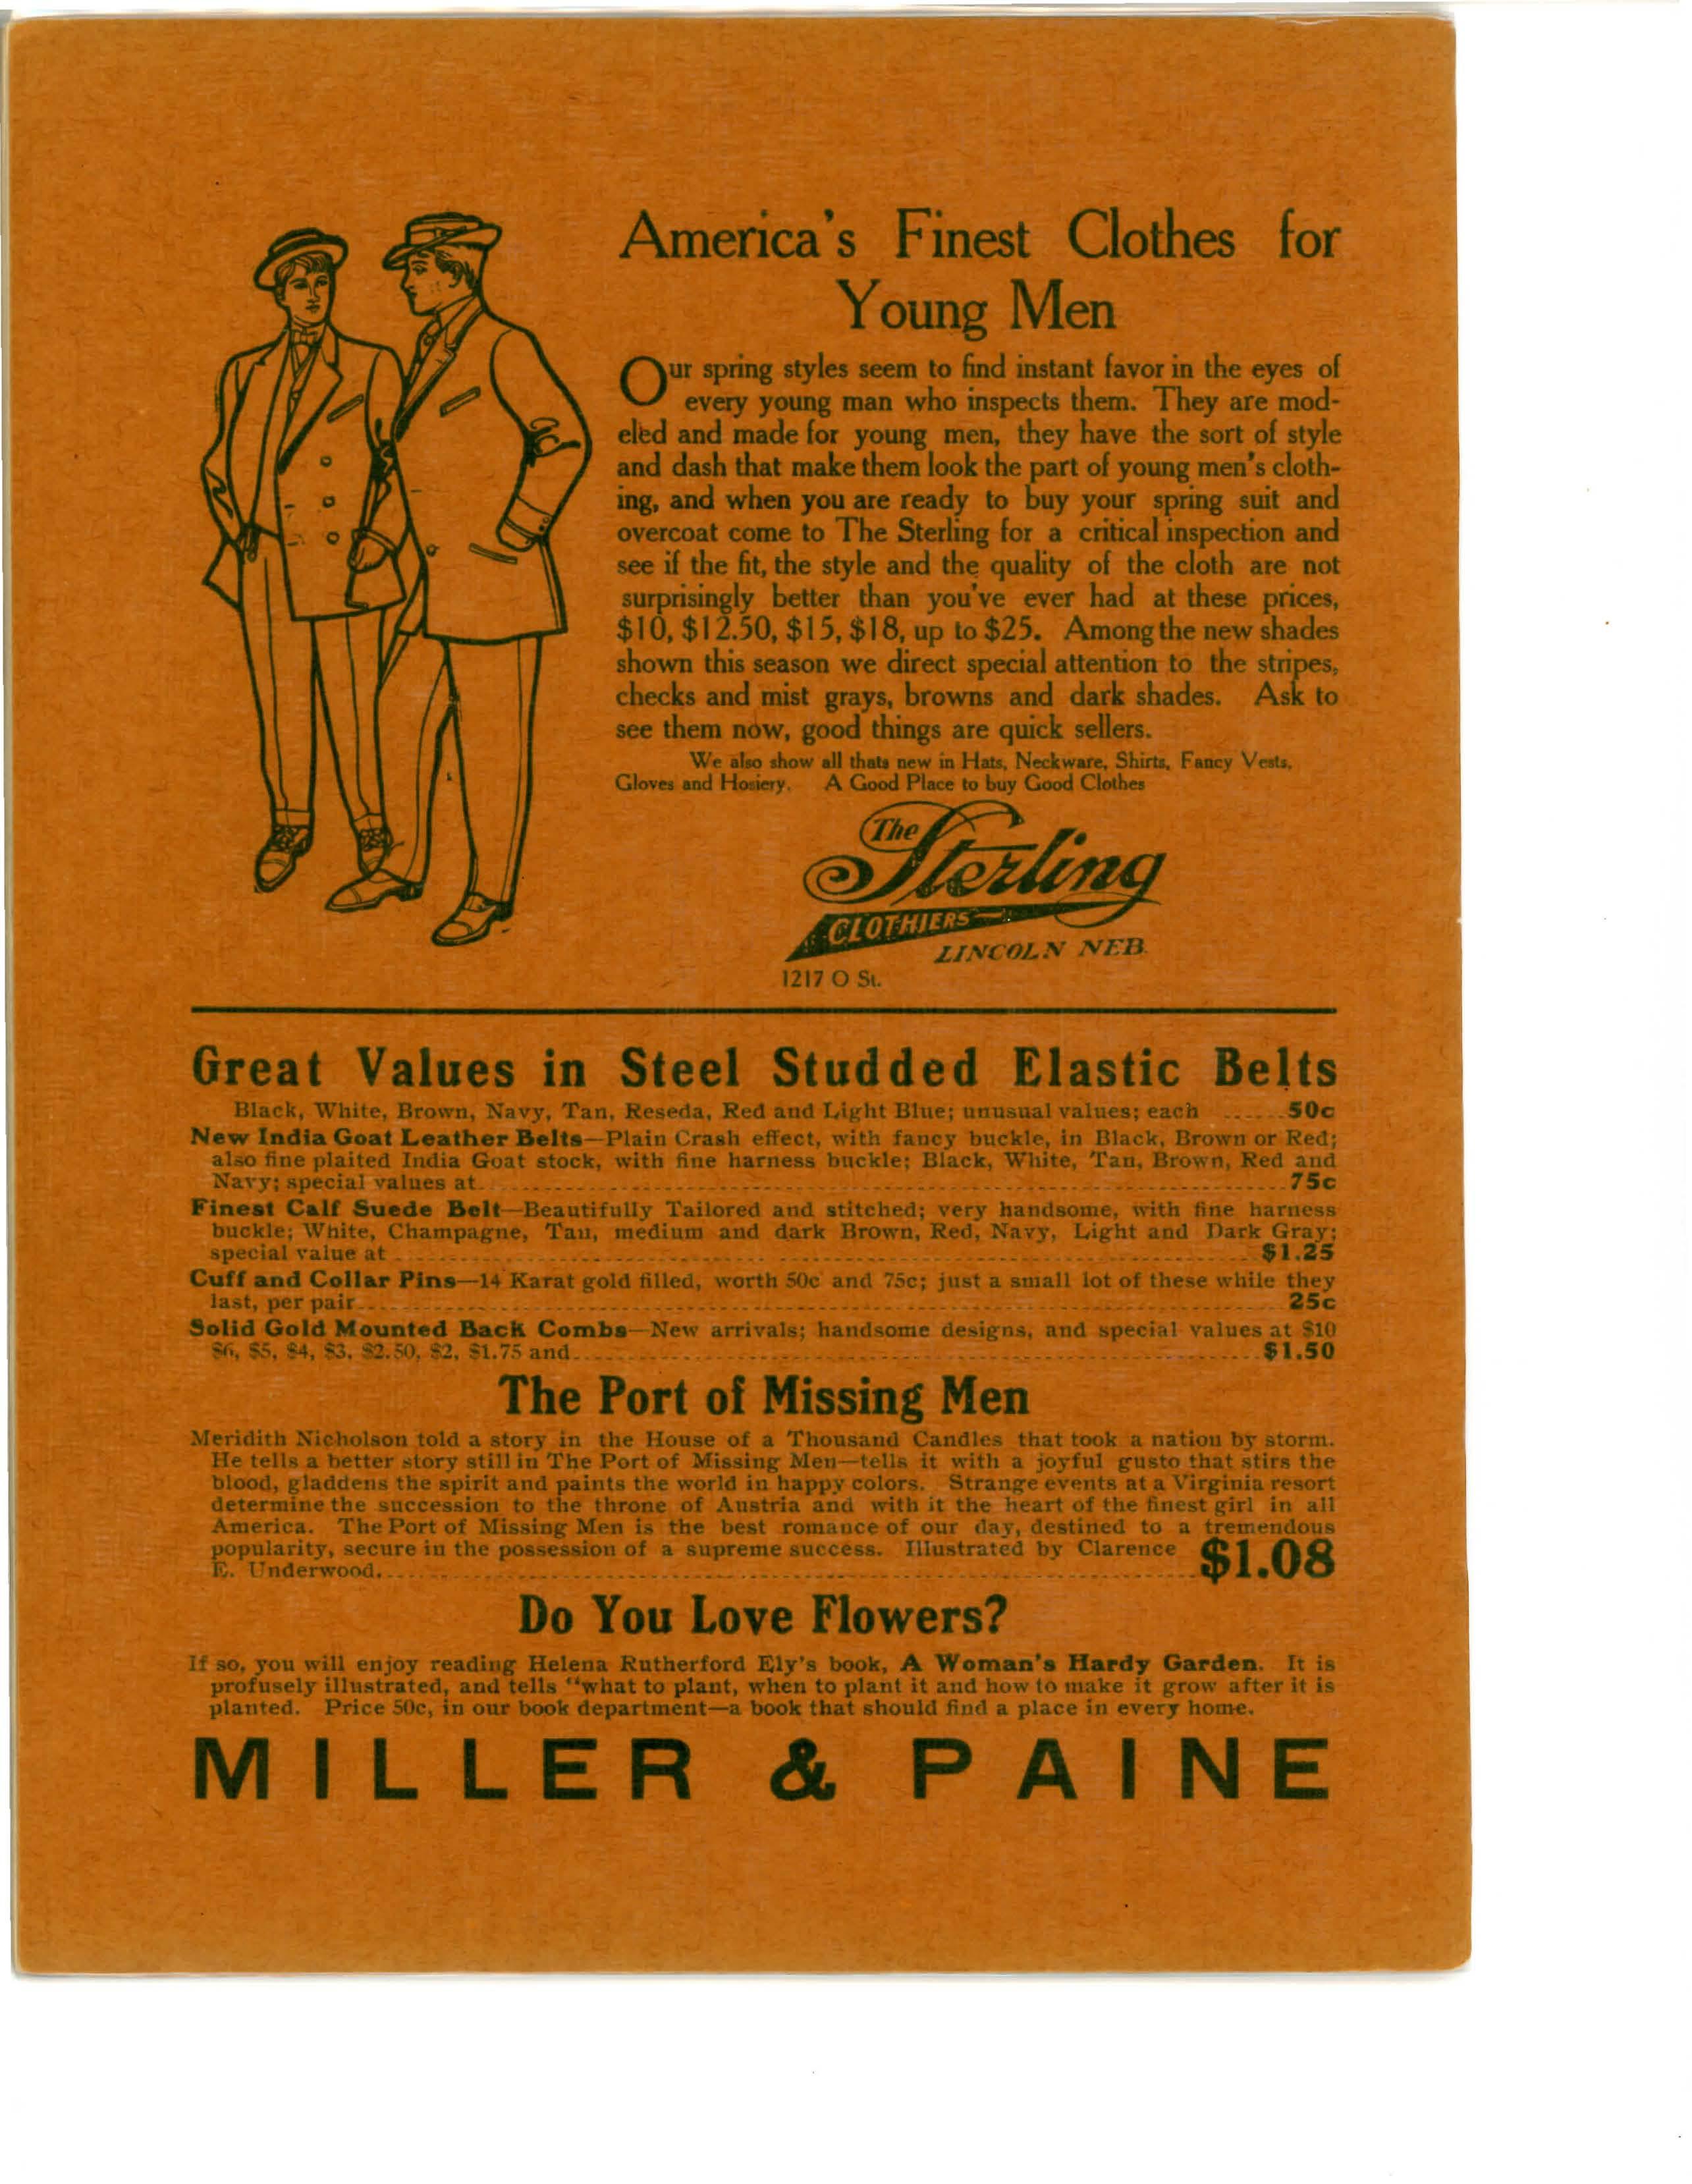 America's Finest Clothes for
Young Men
Our spring styles seem to find instant favor in the eyes of
every young man who inspects them. They are mod-
eled and made for young men, they have the sort of style
and dash that make them look the part of young men's cloth-
ing, and when you are ready to buy your spring suit and
overcoat come to The Sterling for a critical inspection and
see if the fit, the style and the quality of the cloth are not
surprisingly better than you've ever had at these prices,
$10, $12.50, $15, $18, up to $25. Among the new shades
shown this season we direct special attention to the stripes,
checks and mist grays, browns and dark shades. Ask to
see them now, good things are quick sellers.
We also show all thats new in Hats, Neckware, Shirts, Fancy Vests,
Gloves and Hosiery. A Good Place to buy Good Clothes
The Sterling
CLOTHIERS
LINCOLN NEB.
1217 O St.
Great Values in Steel Studded Elastic Belts
Black, White, Brown, Navy, Tan, Reseda, Red and Light Blue; unusual values; each ......50c
New India Goat Leather Belts—Plain Crash effect, with fancy buckle, in Black, Brown or Red;
also fine plaited India Goat stock, with fine harness buckle; Black, White, Tan, Brown, Red and
Navy; special values at......75c
Finest Calf Suede Belt—Beautifully Tailored and stitched; very handsome, with fine harness
buckle; White, Champagne, Tau, medium and dark Brown, Red, Navy, Light and Dark Gray;
special value at ......$1.25
Cuff and Collar Pins—14 Karat gold filled, worth 50c and 75c; just a small lot of these while they
last, per pair......25c
Solid Gold Mounted Back Combs—New arrivals; handsome designs, and special values at $10
$6, $5, $4, $3, $2.50, $2, $1.75 and......$1.50
The Port of Missing Men
Meridith Nicholson told a story in the House of a Thousand Candles that took a nation by storm.
He tells a better story still in The Port of Missing Men—tells it with a joyful gusto that stirs the
blood, gladdens the spirit and paints the world in happy colors. Strange events at a Virginia resort
determine the succession to the throne of Austria and with it the heart of the finest girl in all
America. The Port of Missing Men is the best romance of our day, destined to a tremendous
popularity, secure in the possession of a supreme success. Illustrated by Clarence
E. Underwood.......$1.08
Do You Love Flowers?
If so, you will enjoy reading Helena Rutherford Ely's book, A Woman's Hardy Garden. It is
profusely illustrated, and tells "what to plant, when to plant it and how to make it grow after it is
planted. Price 50c, in our book department—a book that should find a place in every home.
MILLER & PAINE